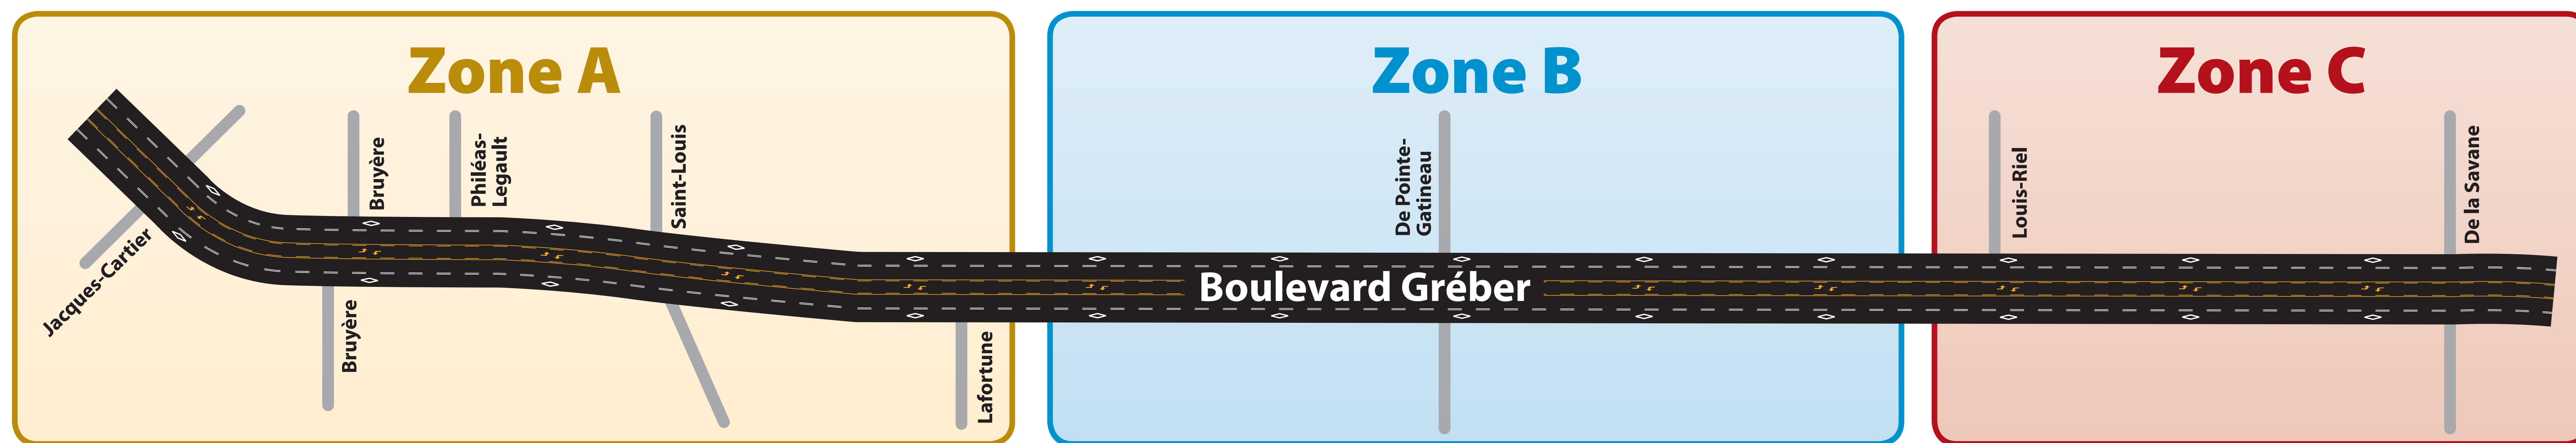 Zone A
Zone B
Zone C
Jacques-Cartier
Bruyère
Bruyère
Philéas-
Legault
Saint-Louis
Lafortune
De Pointe-
Gatineau
Boulevard Gréber
Louis-Riel
De la Savane